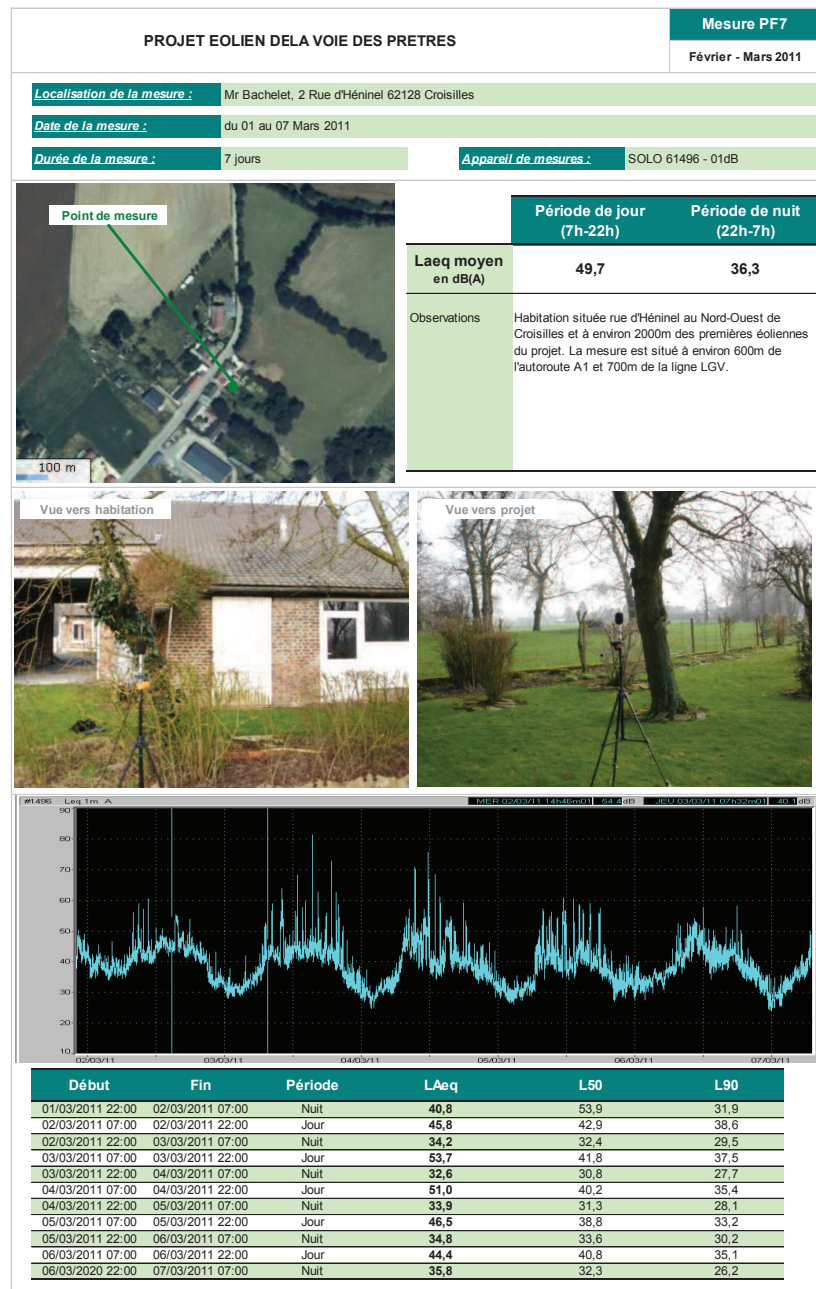 PROJET EOLIEN DELA VOIE DES PRETRES
Mesure PF7
Février - Mars 2011
Localisation de la mesure : Mr Bachelet, 2 Rue d'Héninel 62128 Croisilles
Date de la mesure : du 01 au 07 Mars 2011
Durée de la mesure : 7 jours Appareil de mesures : SOLO 61496 - 01dB
Point de mesure
100 m
Période de jour Période de nuit
(7h-22h) (22h-7h)
Laeq moyen
en dB(A) 49,7 36,3
Observations Habitation située rue d'Héninel au Nord-Ouest de
Croisilles et à environ 2000m des premières éoliennes
du projet. La mesure est situé à environ 600m de
l'autoroute A1 et 700m de la ligne LGV.
Vue vers habitation Vue vers projet
#1496 Leq 1m A MER 02/03/11 14h46m01 54.4 dB JEU 03/03/11 07h32m01 40.1 dB
90
80
70
60
50
40
30
20
10
02/03/11 03/03/11 04/03/11 05/03/11 06/03/11 07/03/11
Début Fin Période LAeq L50 L90
01/03/2011 22:00 02/03/2011 07:00 Nuit 40,8 53,9 31,9
02/03/2011 07:00 02/03/2011 22:00 Jour 45,8 42,9 38,6
02/03/2011 22:00 03/03/2011 07:00 Nuit 34,2 32,4 29,5
03/03/2011 07:00 03/03/2011 22:00 Jour 53,7 41,8 37,5
03/03/2011 22:00 04/03/2011 07:00 Nuit 32,6 30,8 27,7
04/03/2011 07:00 04/03/2011 22:00 Jour 51,0 40,2 35,4
04/03/2011 22:00 05/03/2011 07:00 Nuit 33,9 31,3 28,1
05/03/2011 07:00 05/03/2011 22:00 Jour 46,5 38,8 33,2
05/03/2011 22:00 06/03/2011 07:00 Nuit 34,8 33,6 30,2
06/03/2011 07:00 06/03/2011 22:00 Jour 44,4 40,8 35,1
06/03/2020 22:00 07/03/2011 07:00 Nuit 35,8 32,3 26,2